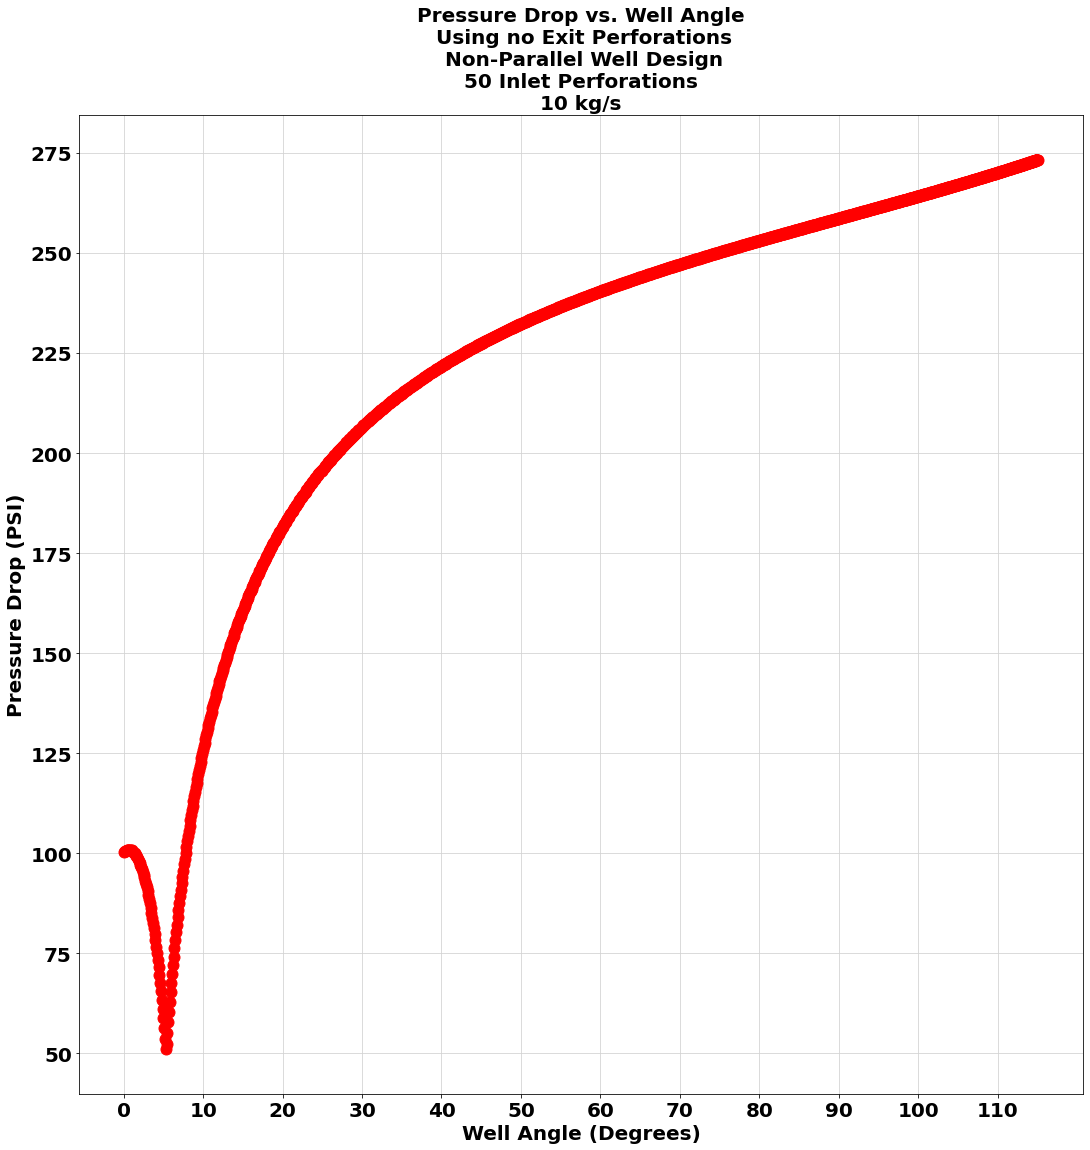 Pressure Drop vs. Well Angle
Using no Exit Perforations
Non-Parallel Well Design
50 Inlet Perforations
10 kg/s
Pressure Drop (PSI)
275
250
225
200
175
150
125
100
75
50
0 10 20 30 40 50 60 70 80 90 100 110
Well Angle (Degrees)